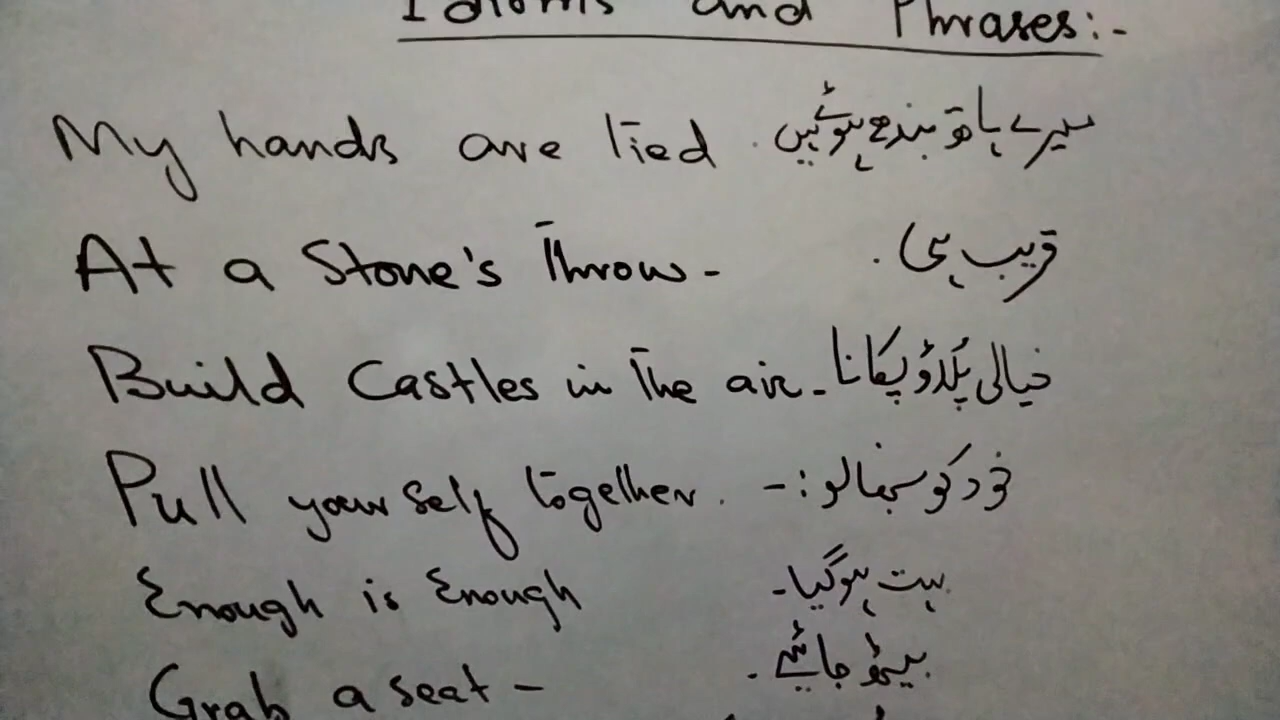 Idioms and Phrases:-
My hands are tied . میرے ہاتھ بندھے ہوئے ہیں
At a Stone's Throw - قریب ہی .
Build Castles in The air - خیالی پلاؤ پکانا
Pull yourself together . خود کو سنبھالو :-
Enough is Enough بہت ہوگیا۔
Grab a seat - بیٹھ جائیے .